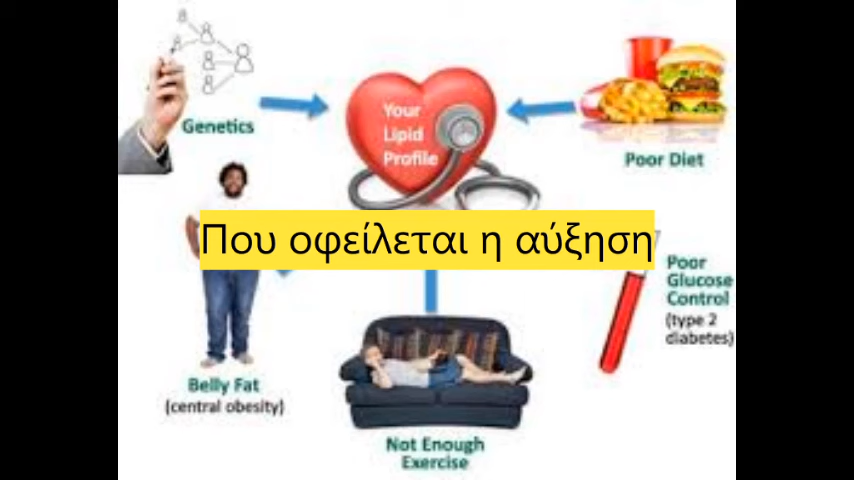 Your
Lipid
Profile
Genetics
Poor Diet
Που οφείλεται η αύξηση
Poor
Glucose
Control
(type 2
diabetes)
Belly Fat
(central obesity)
Not Enough
Exercise